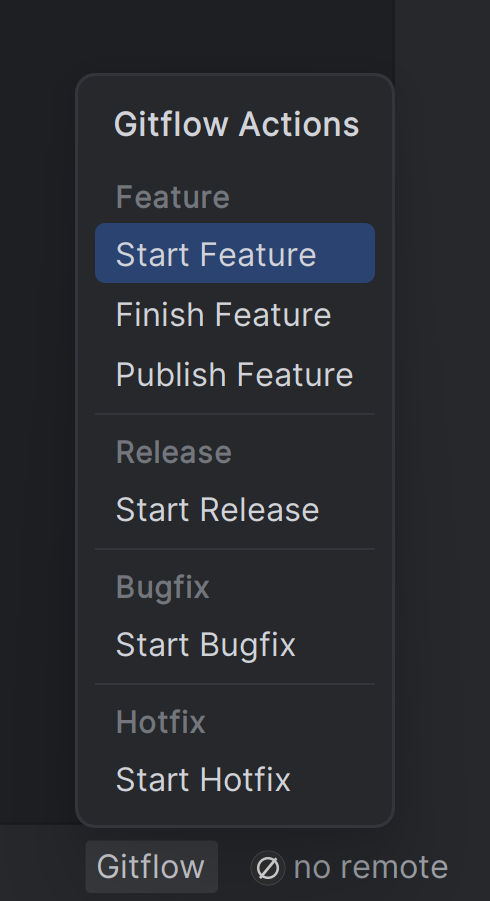 Gitflow Actions
Feature
Start Feature
Finish Feature
Publish Feature
Release
Start Release
Bugfix
Start Bugfix
Hotfix
Start Hotfix
Gitflow no remote